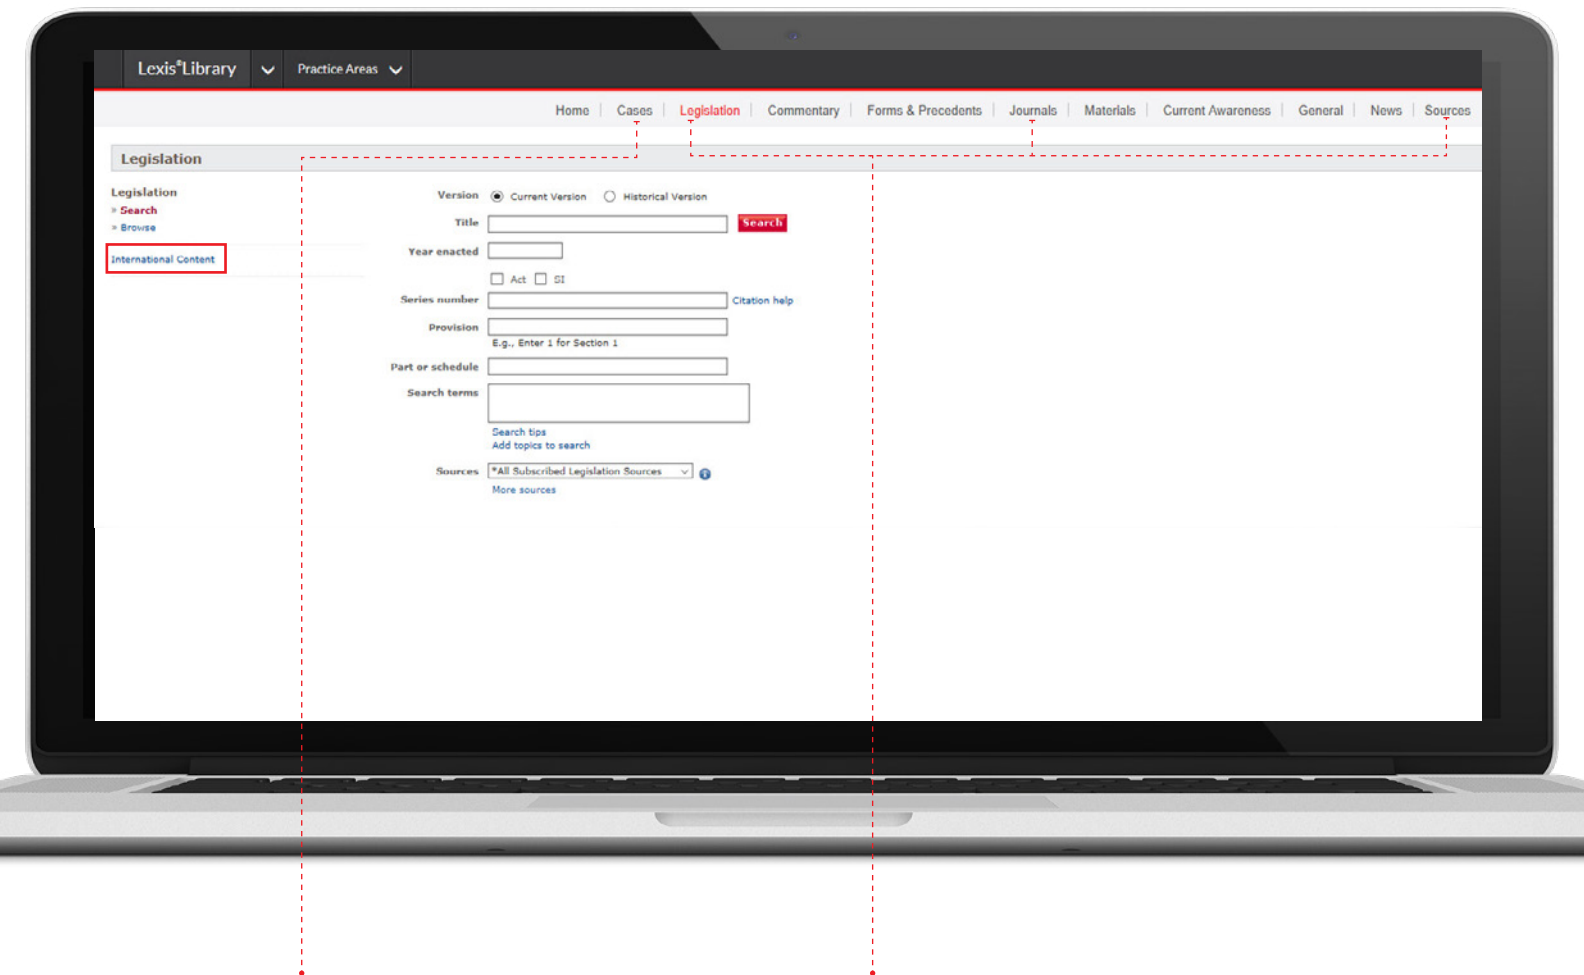 Lexis®Library Practice Areas
Home Cases Legislation Commentary Forms & Precedents Journals Materials Current Awareness General News Sources
Legislation
Legislation
» Search
» Browse
International Content
Version Current Version Historical Version
Title Search
Year enacted
Act SI
Series number Citation help
Provision
E.g., Enter 1 for Section 1
Part or schedule
Search terms
Search tips
Add topics to search
Sources *All Subscribed Legislation Sources
More sources